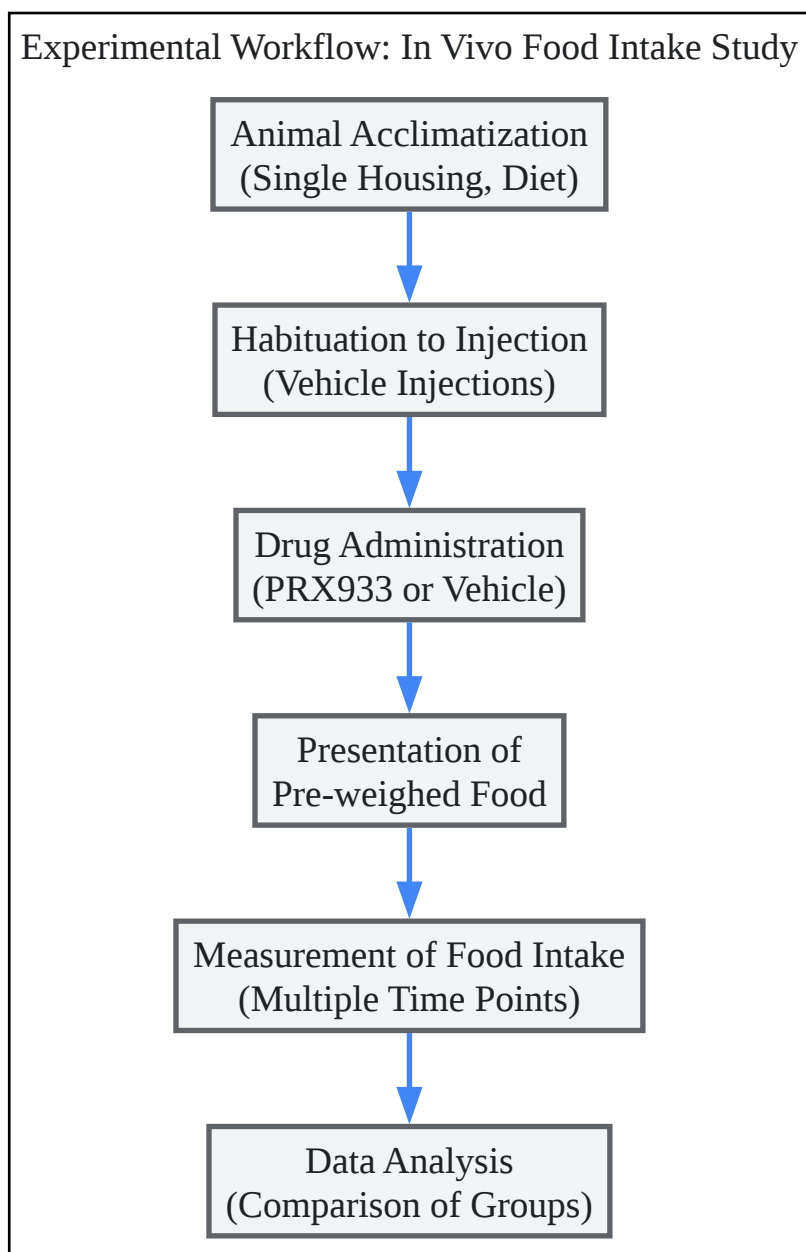 Experimental Workflow: In Vivo Food Intake Study
Animal Acclimatization
(Single Housing, Diet)
Habituation to Injection
(Vehicle Injections)
Drug Administration
(PRX933 or Vehicle)
Presentation of
Pre-weighed Food
Measurement of Food Intake
(Multiple Time Points)
Data Analysis
(Comparison of Groups)